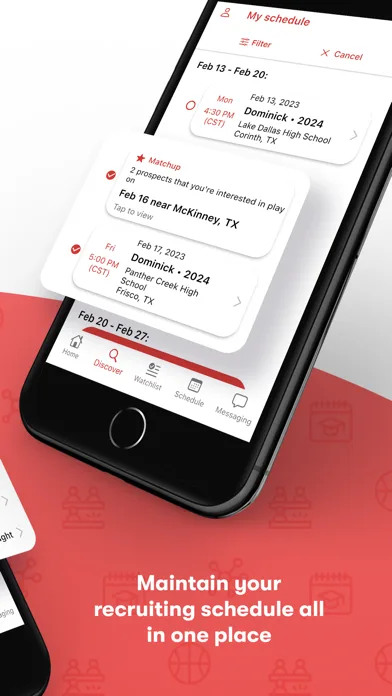 My schedule
Filter
Cancel
Feb 13 - Feb 20:
Mon
4:30 PM
(CST)
Feb 13, 2023
Dominick • 2024
Lake Dallas High School
Corinth, TX
Matchup
2 prospects that you're interested in play
on
Feb 16 near McKinney, TX
Tap to view
Fri
5:00 PM
(CST)
Feb 17, 2023
Dominick • 2024
Panther Creek High
School
Frisco, TX
Feb 20 - Feb 27:
Home
Discover
Watchlist
Schedule
Messaging
Maintain your
recruiting schedule all
in one place